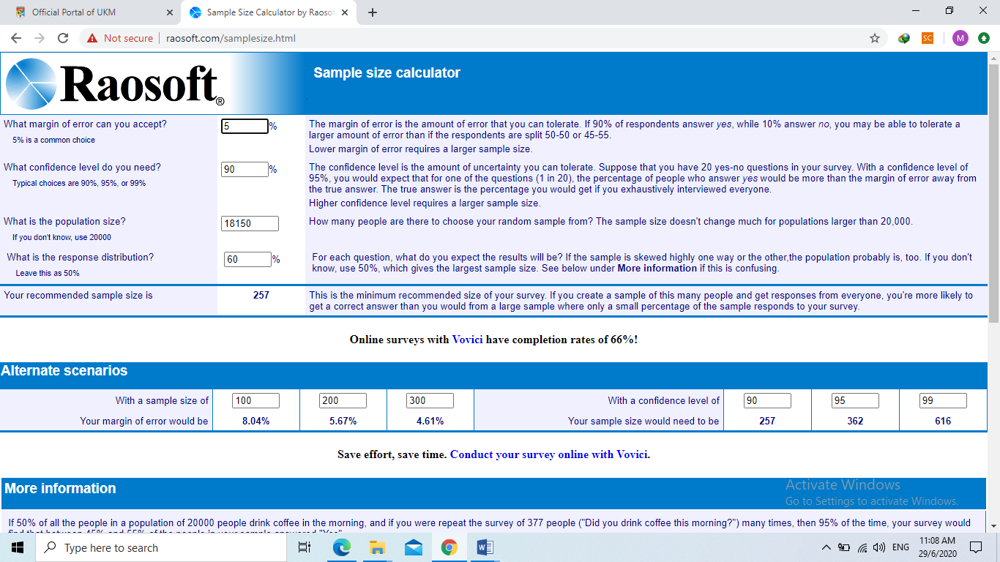 Official Portal of UKM
Sample Size Calculator by Raosof
Not secure
raosoft.com/samplesize.html
SC
M
Raosoft®
Sample size calculator
What margin of error can you accept?
5% is a common choice
5 %
The margin of error is the amount of error that you can tolerate. If 90% of respondents answer yes, while 10% answer no, you may be able to tolerate a
larger amount of error than if the respondents are split 50-50 or 45-55.
Lower margin of error requires a larger sample size.
What confidence level do you need?
Typical choices are 90%, 95%, or 99%
90 %
The confidence level is the amount of uncertainty you can tolerate. Suppose that you have 20 yes-no questions in your survey. With a confidence level of
95%, you would expect that for one of the questions (1 in 20), the percentage of people who answer yes would be more than the margin of error away from
the true answer. The true answer is the percentage you would get if you exhaustively interviewed everyone.
Higher confidence level requires a larger sample size.
What is the population size?
If you don't know, use 20000
18150
How many people are there to choose your random sample from? The sample size doesn't change much for populations larger than 20,000.
What is the response distribution?
Leave this as 50%
60 %
For each question, what do you expect the results will be? If the sample is skewed highly one way or the other,the population probably is, too. If you don't
know, use 50%, which gives the largest sample size. See below under More information if this is confusing.
Your recommended sample size is
257
This is the minimum recommended size of your survey. If you create a sample of this many people and get responses from everyone, you're more likely to
get a correct answer than you would from a large sample where only a small percentage of the sample responds to your survey.
Online surveys with Vovici have completion rates of 66%!
Alternate scenarios
With a sample size of 100 200 300
Your margin of error would be 8.04% 5.67% 4.61%
With a confidence level of 90 95 99
Your sample size would need to be 257 362 616
Save effort, save time. Conduct your survey online with Vovici.
More information
Activate Windows
Go to Settings to activate Windows.
If 50% of all the people in a population of 20000 people drink coffee in the morning, and if you were repeat the survey of 377 people ("Did you drink coffee this morning?") many times, then 95% of the time, your survey would
find that between 45% and 55% of the people in your sample answered "Yes".
Type here to search
ENG
11:08 AM
29/6/2020